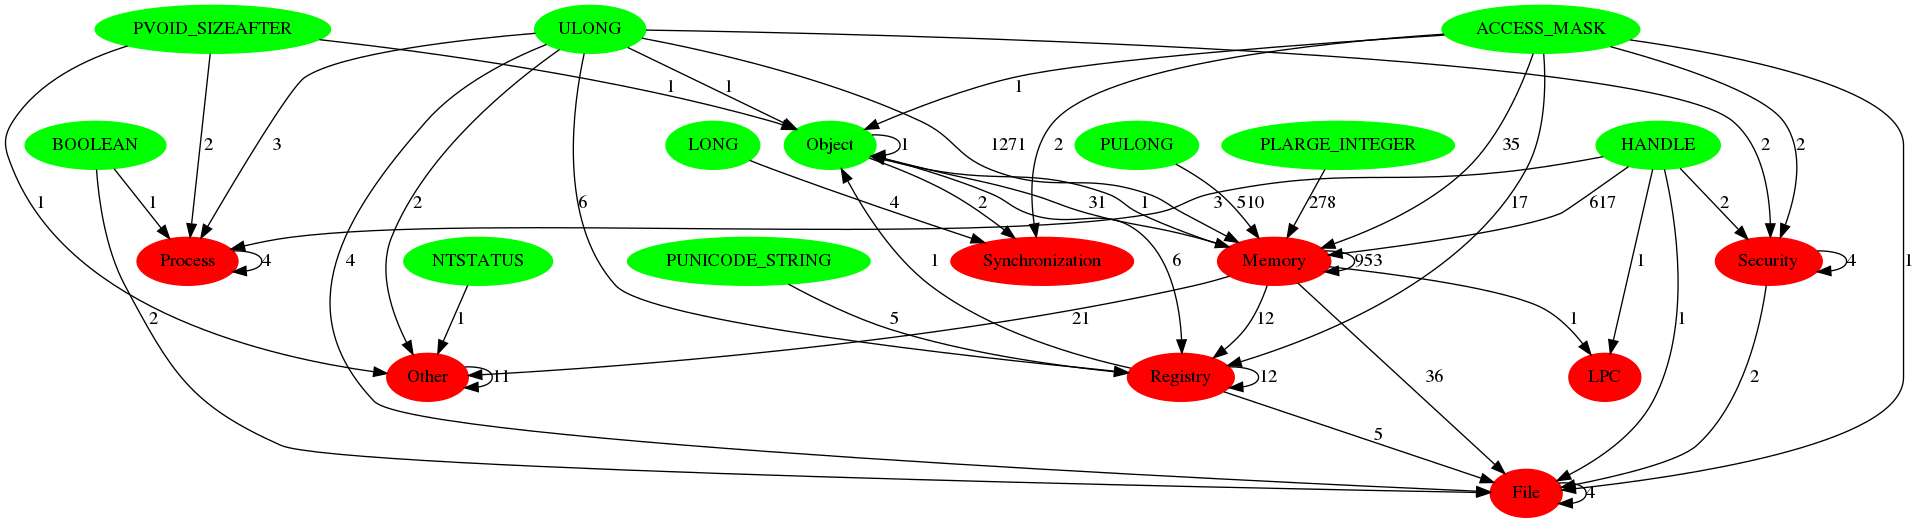 PVOID_SIZEAFTER
ULONG
ACCESS_MASK
1
1
1
BOOLEAN
2
3
LONG
Object
1
1271
2
PULONG
PLARGE_INTEGER
35
HANDLE
2
2
1
1
2
6
4
2
31
1
3
510
278
17
617
2
Process
4
4
NTSTATUS
PUNICODE_STRING
Synchronization
1
6
Memory
953
1
Security
4
1
2
1
5
21
12
1
1
Other
11
Registry
12
36
LPC
2
5
File
4